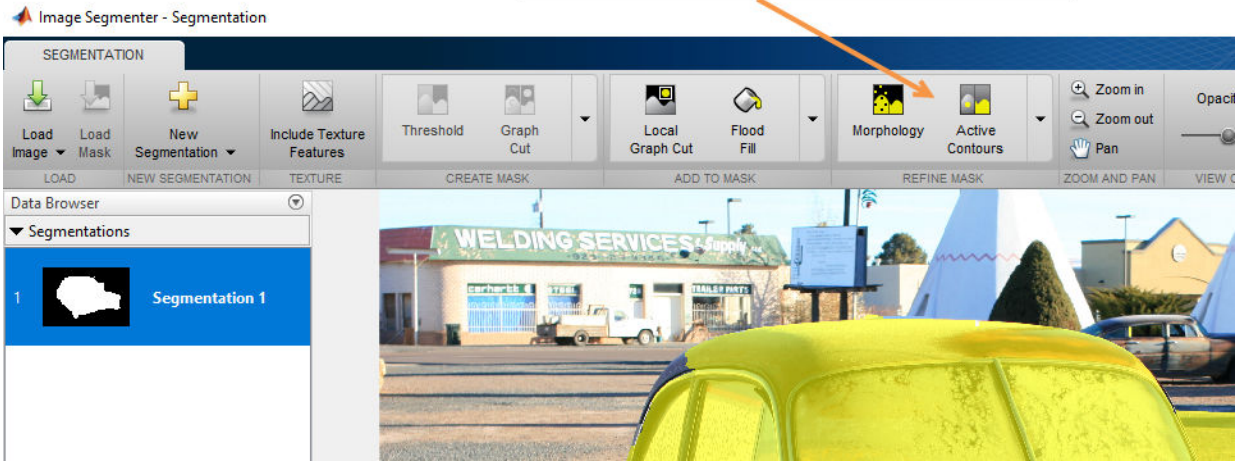 Image Segmenter - Segmentation
SEGMENTATION
Load Image
Load Mask
New Segmentation
Include Texture Features
Threshold
Graph Cut
Local Graph Cut
Flood Fill
Morphology
Active Contours
Zoom in
Zoom out
Pan
Opacit
LOAD
NEW SEGMENTATION
TEXTURE
CREATE MASK
ADD TO MASK
REFINE MASK
ZOOM AND PAN
VIEW
Data Browser
Segmentations
1
Segmentation 1
WELDING SERVICES & Supply
carhartt
TRAILER PARTS